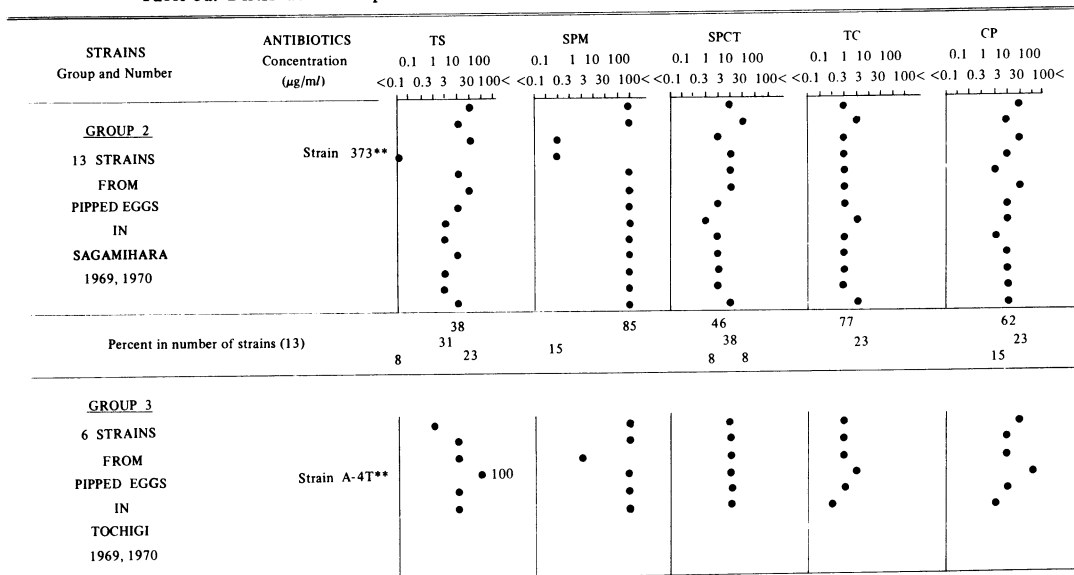 STRAINS
Group and Number
ANTIBIOTICS
Concentration
(μg/ml)
TS SPM SPCT TC CP
0.1 1 10 100 0.1 1 10 100 0.1 1 10 100 0.1 1 10 100 0.1 1 10 100
<0.1 0.3 3 30 100< <0.1 0.3 3 30 100< <0.1 0.3 3 30 100< <0.1 0.3 3 30 100< <0.1 0.3 3 30 100<
GROUP 2
13 STRAINS
FROM
PIPPED EGGS
IN
SAGAMIHARA
1969, 1970
Strain 373**
Percent in number of strains (13)
38 85 46 77 62
31 38 23 23
8 23 15 8 8 15
GROUP 3
6 STRAINS
FROM
PIPPED EGGS
IN
TOCHIGI
1969, 1970
Strain A-4T**
100